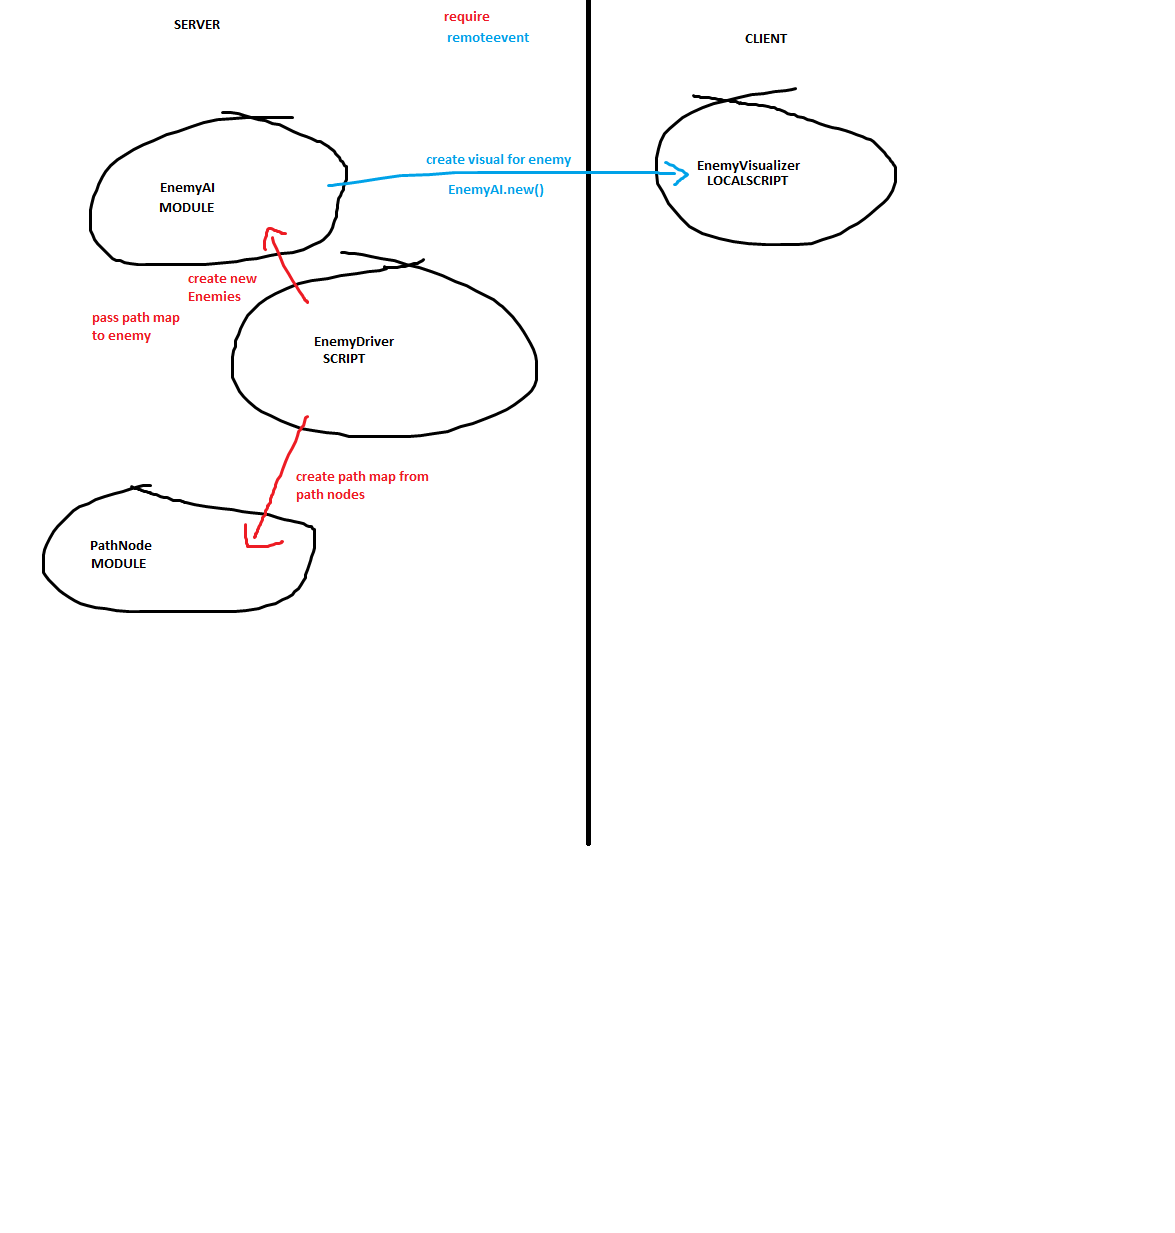 SERVER
require
remoteevent
CLIENT
create visual for enemy
EnemyAI.new()
EnemyVisualizer
LOCALSCRIPT
EnemyAI
MODULE
create new
Enemies
pass path map
to enemy
EnemyDriver
SCRIPT
create path map from
path nodes
PathNode
MODULE